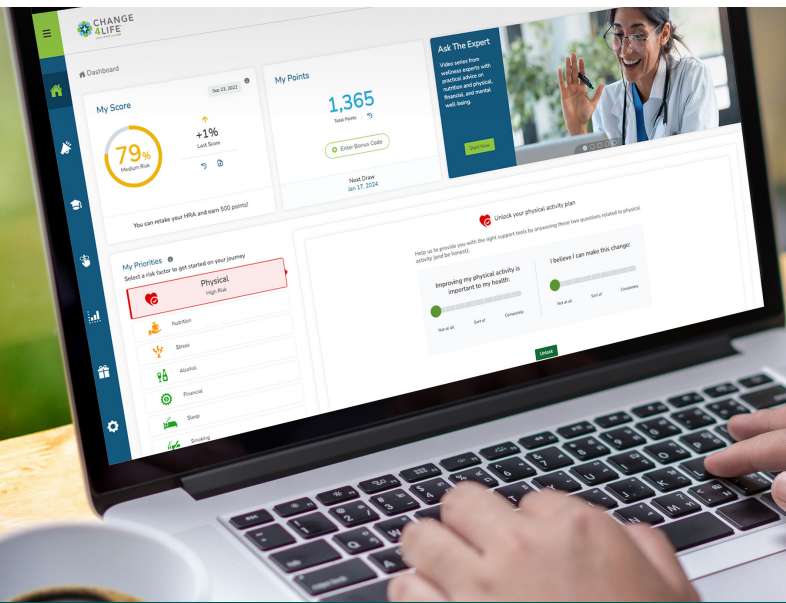 CHANGE
4LIFE
Dashboard
My Score
Sep 23, 2022
79%
Medium Risk
+1%
Last Score
You can retake your HRA and earn 500 points!
My Points
1,365
Total Points
Enter Bonus Code
Next Draw
Jan 17, 2024
Ask The Expert
Video series from
wellness experts with
practical advice on
nutrition and physical,
financial, and mental
well-being.
Start Now
My Priorities
Select a risk factor to get started on your journey
Physical
High Risk
Nutrition
Stress
Alcohol
Financial
Sleep
Smoking
Unlock your physical activity plan
Help us to provide you with the right support tools by answering these two questions related to physical
activity (and be honest).
Improving my physical activity is
important to my health:
Not at all
Sort of
Completely
I believe I can make this change:
Not at all
Sort of
Completely
Unlock